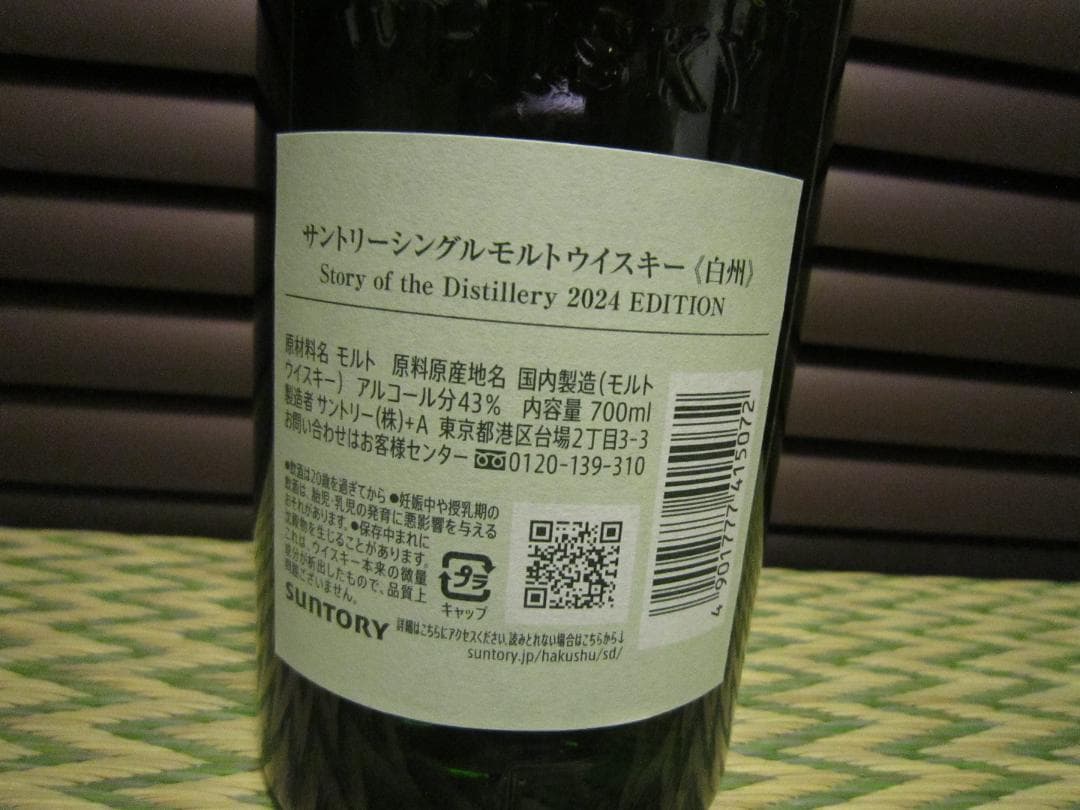 サントリーシングルモルトウイスキー《白州》
Story of the Distillery 2024 EDITION
原材料名 モルト 原料原産地名 国内製造(モルト
ウイスキー) アルコール分43% 内容量 700ml
製造者 サントリー(株)+A 東京都港区台場2丁目3-3
お問い合わせはお客様センター 0120-139-310
●飲酒は20歳を過ぎてから ●妊娠中や授乳期の
飲酒は、胎児・乳児の発育に悪影響を与える
おそれがあります。●保存中まれに
沈殿物を生じることがあります。
これは、ウイスキー本来の微量
成分が析出したもので、品質上
問題ございません。
プラ
キャップ
SUNTORY
詳細はこちらにアクセスください。読みとれない場合はこちらから↓
suntory.jp/hakushu/sd/
4 901777 415072